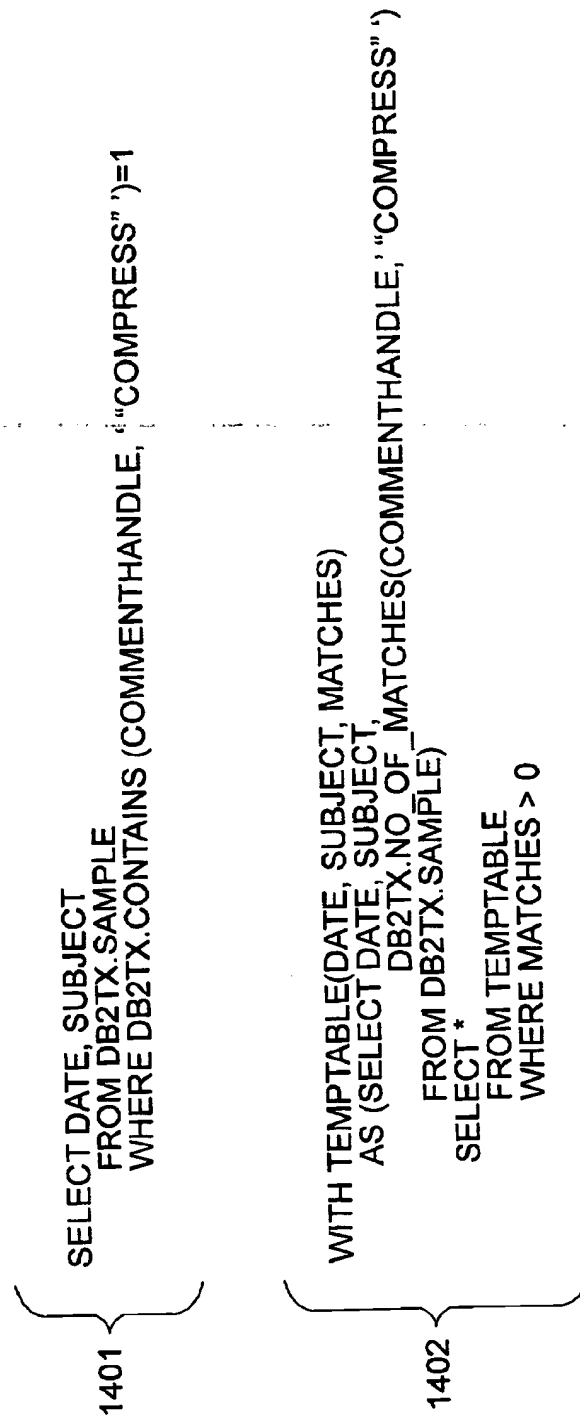 1401
SELECT DATE, SUBJECT
FROM DB2TX.SAMPLE
WHERE DB2TX.CONTAINS (COMMENTHANDLE, ‘ “COMPRESS” ’)=1
1402
WITH TEMPTABLE(DATE, SUBJECT, MATCHES)
AS (SELECT DATE, SUBJECT,
DB2TX.NO_OF_MATCHES(COMMENTHANDLE,’ “COMPRESS” ‘)
FROM DB2TX.SAMPLE)
SELECT *
FROM TEMPTABLE
WHERE MATCHES > 0